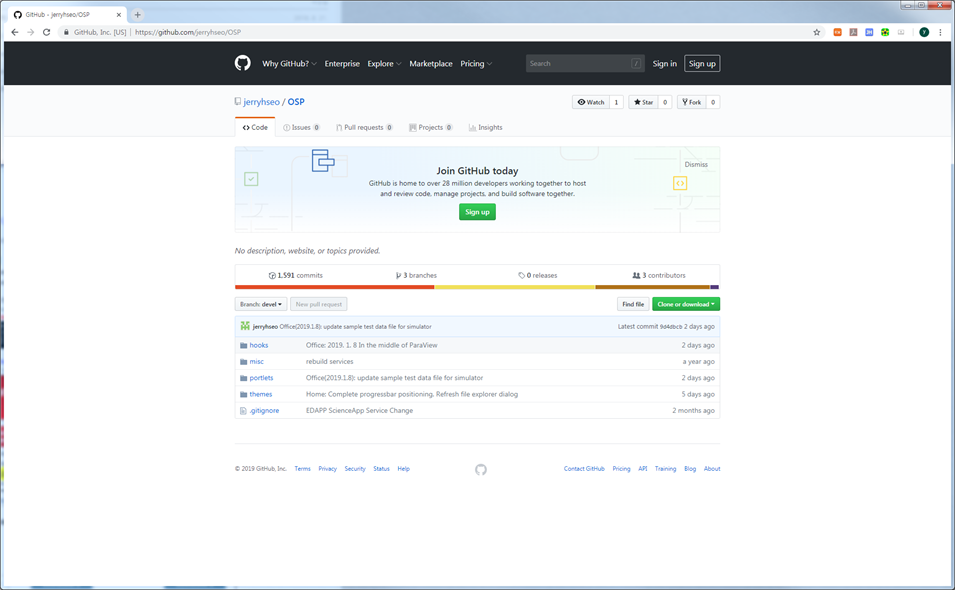 GitHub - jerryhseo/OSP
GitHub, Inc. [US] | https://github.com/jerryhseo/OSP
Why GitHub? Enterprise Explore Marketplace Pricing Search / Sign in Sign up
jerryhseo / OSP Watch 1 Star 0 Fork 0
Code Issues 0 Pull requests 0 Projects 0 Insights
Dismiss
Join GitHub today
GitHub is home to over 28 million developers working together to host
and review code, manage projects, and build software together.
Sign up
No description, website, or topics provided.
1,591 commits 3 branches 0 releases 3 contributors
Branch: devel New pull request Find file Clone or download
jerryhseo Office(2019.1.8): update sample test data file for simulator Latest commit 9d4dbcb 2 days ago
hooks Office: 2019. 1. 8 In the middle of ParaView 2 days ago
misc rebuild services a year ago
portlets Office(2019.1.8): update sample test data file for simulator 2 days ago
themes Home: Complete progressbar positioning. Refresh file explorer dialog 5 days ago
.gitignore EDAPP ScienceApp Service Change 2 months ago
© 2019 GitHub, Inc. Terms Privacy Security Status Help Contact GitHub Pricing API Training Blog About